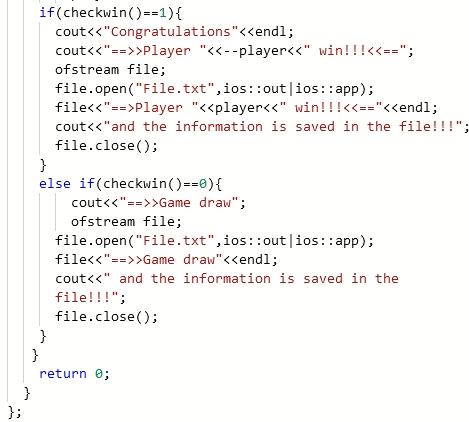 if(checkwin()==1){
cout<<"Congratulations"<<endl;
cout<<"==>>Player "<<--player<<" win!!!<<==";
ofstream file;
file.open("File.txt",ios::out|ios::app);
file<<"==>Player "<<player<<" win!!!<<=="<<endl;
cout<<"and the information is saved in the file!!!";
file.close();
}
else if(checkwin()==0){
cout<<"==>>Game draw";
ofstream file;
file.open("File.txt",ios::out|ios::app);
file<<"==>>Game draw"<<endl;
cout<<" and the information is saved in the
file!!!";
file.close();
}
}
return 0;
}
};